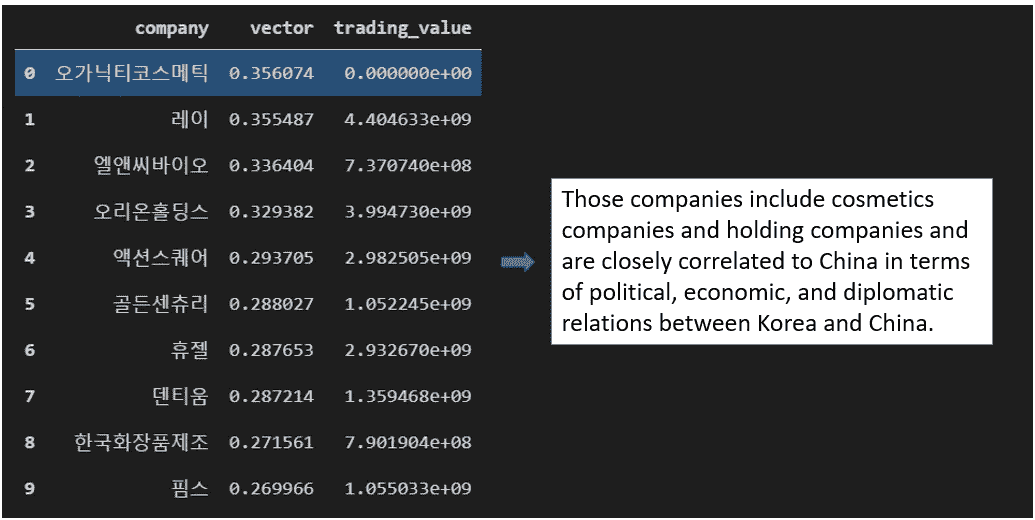 company vector trading_value
0 오가닉티코스메틱 0.356074 0.000000e+00
1 레이 0.355487 4.404633e+09
2 엘앤씨바이오 0.336404 7.370740e+08
3 오리온홀딩스 0.329382 3.994730e+09
4 액션스퀘어 0.293705 2.982505e+09
5 골든센츄리 0.288027 1.052245e+09
6 휴젤 0.287653 2.932670e+09
7 덴티움 0.287214 1.359468e+09
8 한국화장품제조 0.271561 7.901904e+08
9 핌스 0.269966 1.055033e+09
Those companies include cosmetics
companies and holding companies and
are closely correlated to China in terms
of political, economic, and diplomatic
relations between Korea and China.